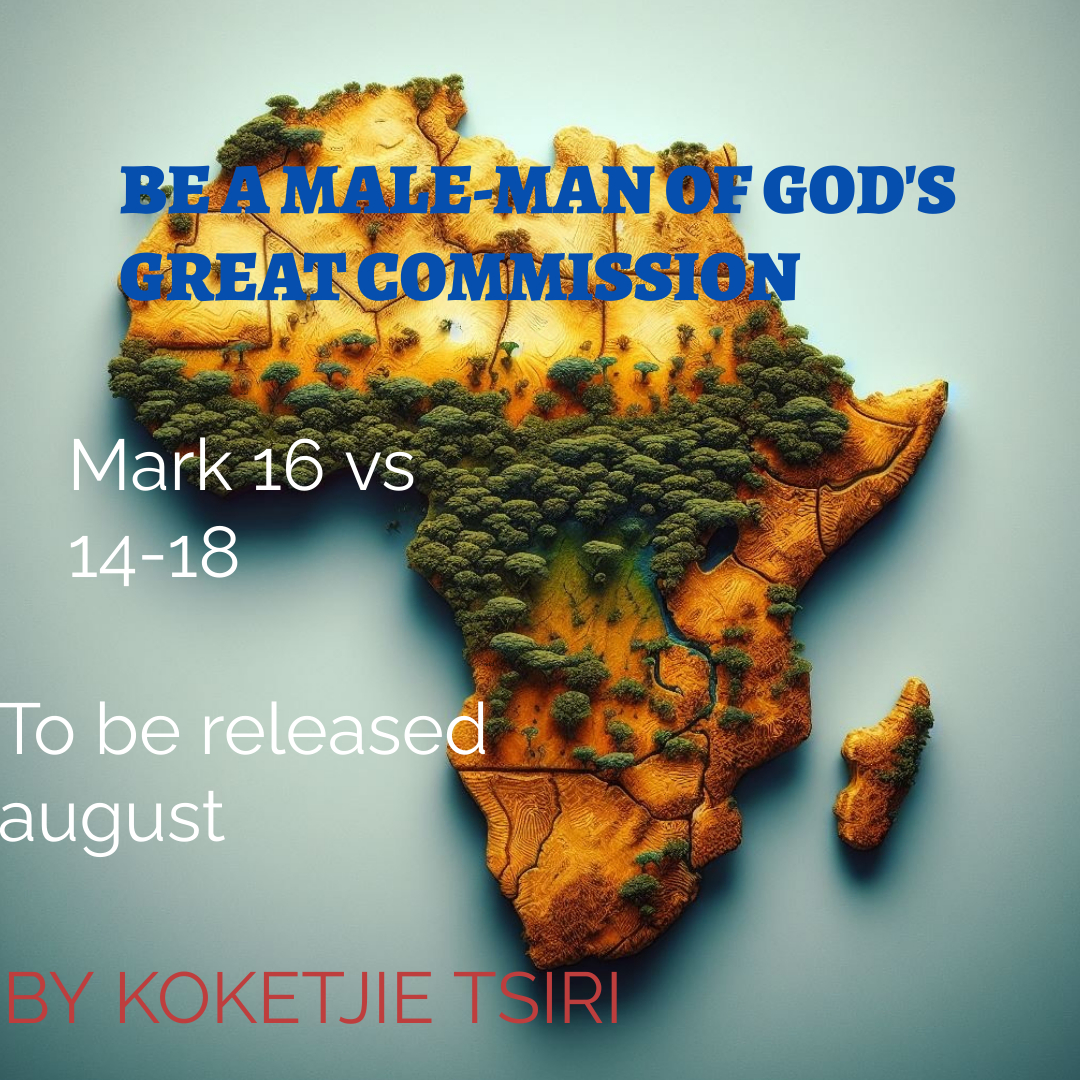 BE A MALE-MAN OF GOD'S
GREAT COMMISSION
Mark 16 vs
14-18
To be released
august
BY KOKETJIE TSIRI